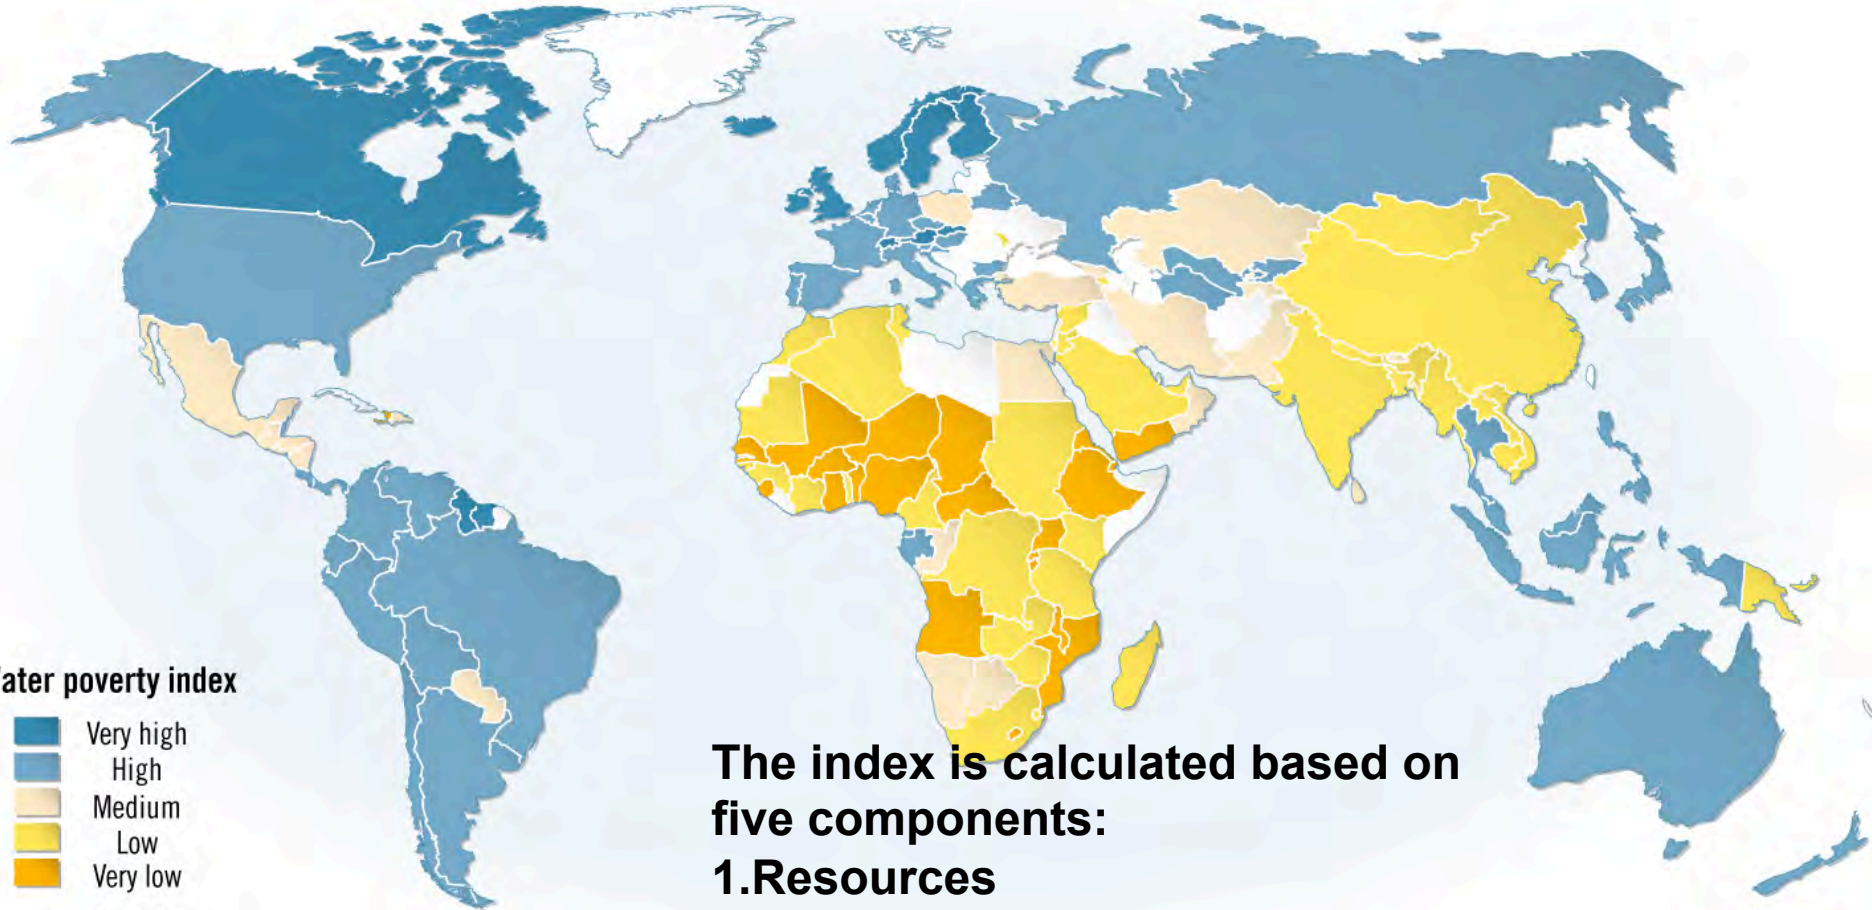 ater poverty index
Very high
High
Medium
Low
Very low
The index is calculated based on
five components:
1.Resources